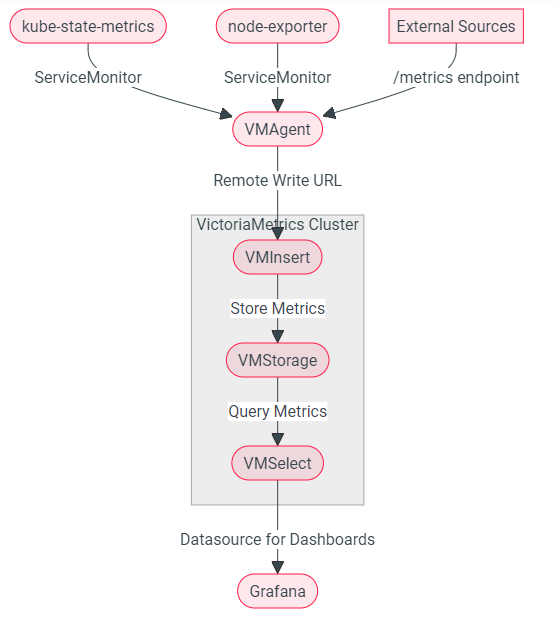 kube-state-metrics
node-exporter
External Sources
ServiceMonitor
ServiceMonitor
/metrics endpoint
VMAgent
Remote Write URL
VictoriaMetrics Cluster
VMInsert
Store Metrics
VMStorage
Query Metrics
VMSelect
Datasource for Dashboards
Grafana